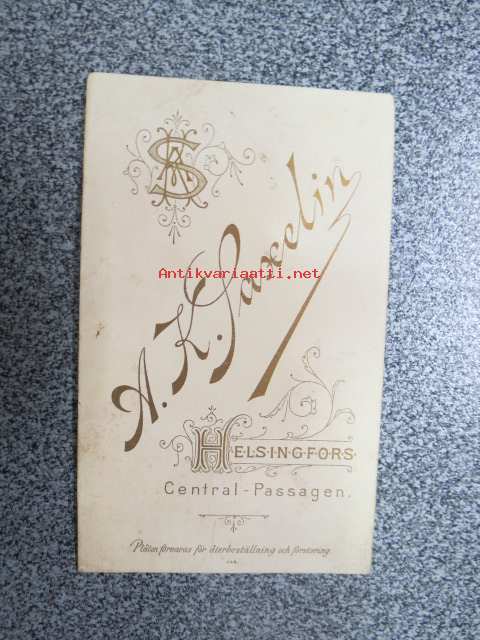 A. K. Saxelin
Antikvariaatti.net
HELSINGFORS.
Central-Passagen.
Plåten förvaras för återbeställning och förstoring.